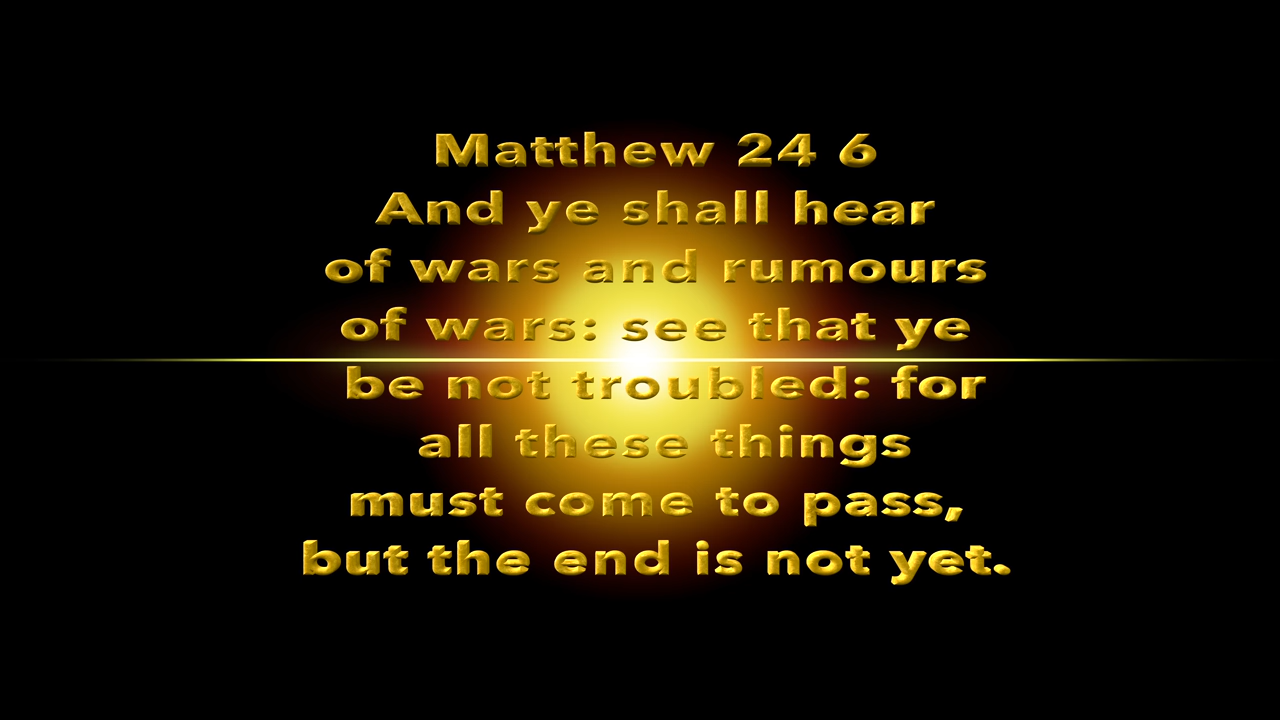 Matthew 24 6
And ye shall hear
of wars and rumours
of wars: see that ye
be not troubled: for
all these things
must come to pass,
but the end is not yet.